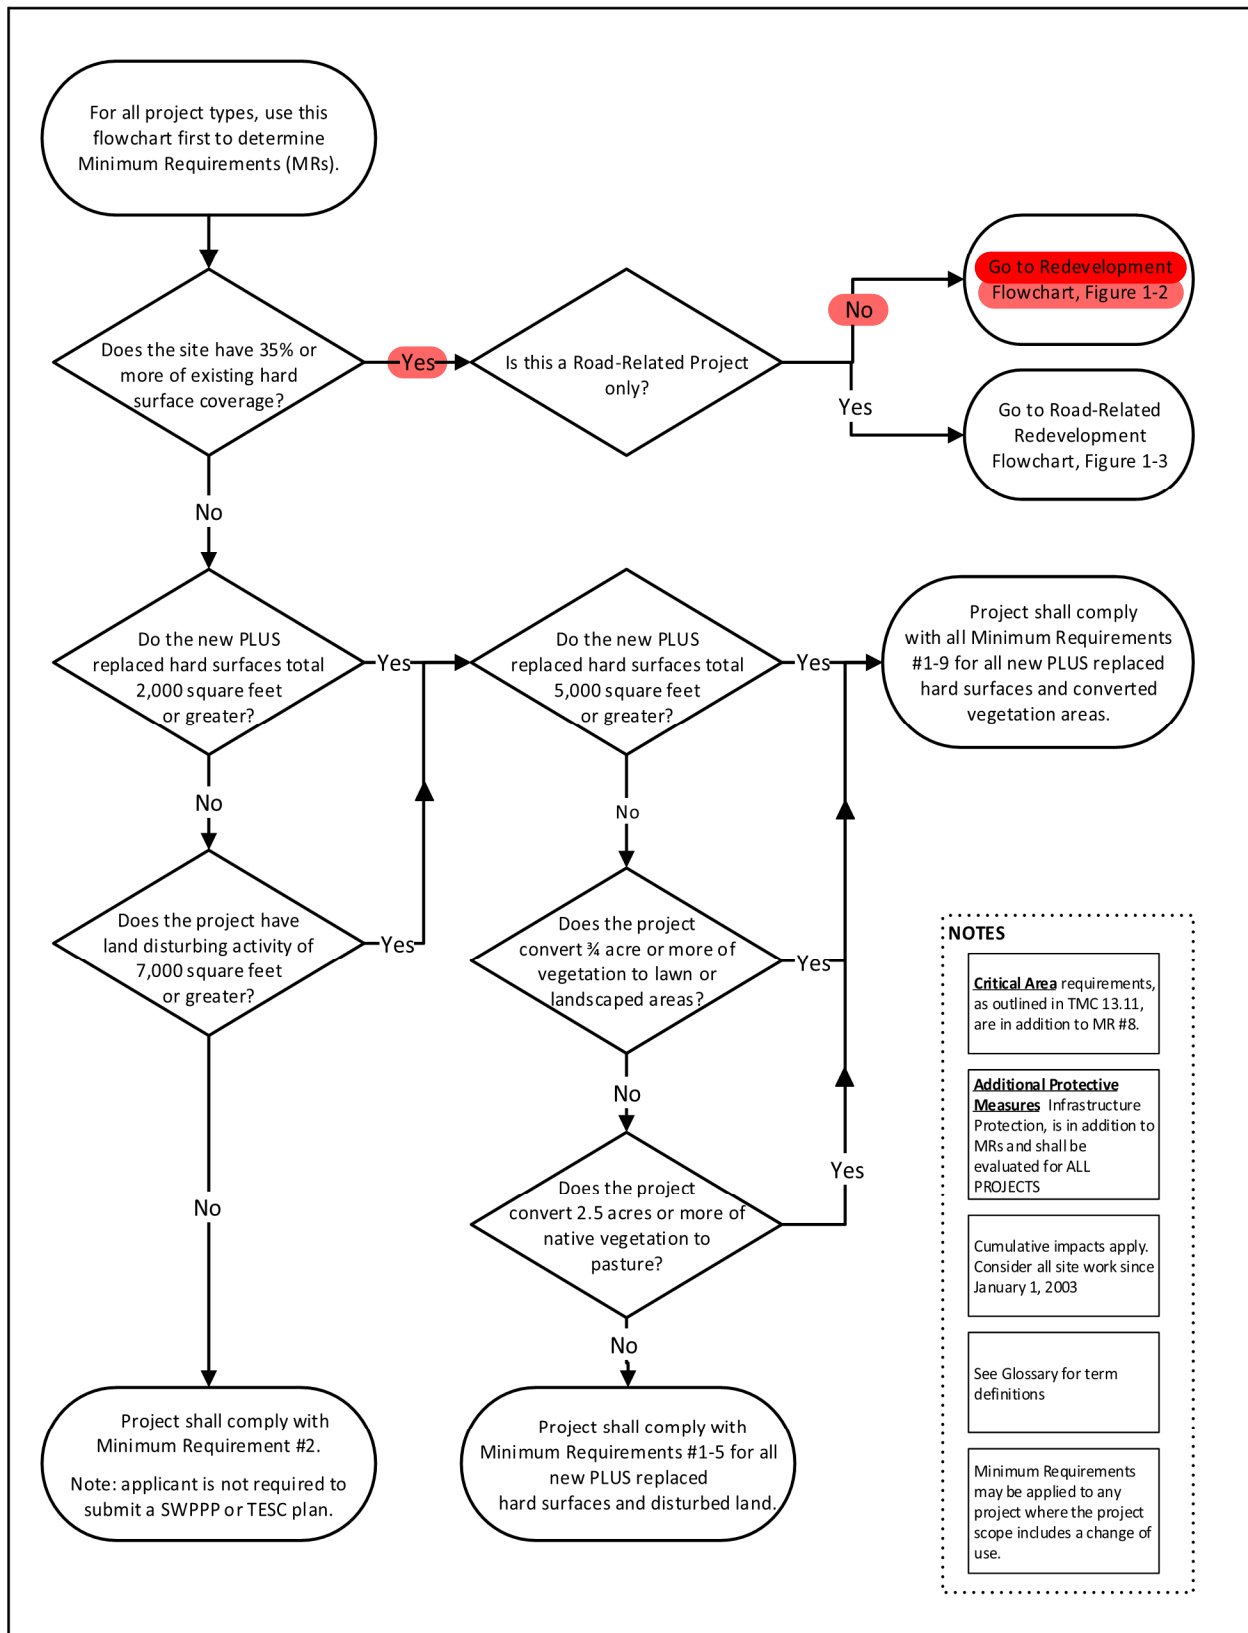 For all project types, use this
flowchart first to determine
Minimum Requirements (MRs).
Does the site have 35% or
more of existing hard
surface coverage?
Yes
Is this a Road-Related Project
only?
No
Go to Redevelopment
Flowchart, Figure 1-2
Yes
Go to Road-Related
Redevelopment
Flowchart, Figure 1-3
No
Do the new PLUS
replaced hard surfaces total
2,000 square feet
or greater?
Yes
Do the new PLUS
replaced hard surfaces total
5,000 square feet
or greater?
Yes
Project shall comply
with all Minimum Requirements
#1-9 for all new PLUS replaced
hard surfaces and converted
vegetation areas.
No
No
Does the project have
land disturbing activity of
7,000 square feet
or greater?
Yes
Does the project
convert ¾ acre or more of
vegetation to lawn or
landscaped areas?
Yes
No
No
Does the project
convert 2.5 acres or more of
native vegetation to
pasture?
Yes
No
Project shall comply with
Minimum Requirement #2.
Note: applicant is not required to
submit a SWPPP or TESC plan.
Project shall comply with
Minimum Requirements #1-5 for all
new PLUS replaced
hard surfaces and disturbed land.
NOTES
Critical Area requirements,
as outlined in TMC 13.11,
are in addition to MR #8.
Additional Protective
Measures Infrastructure
Protection, is in addition to
MRs and shall be
evaluated for ALL
PROJECTS
Cumulative impacts apply.
Consider all site work since
January 1, 2003
See Glossary for term
definitions
Minimum Requirements
may be applied to any
project where the project
scope includes a change of
use.